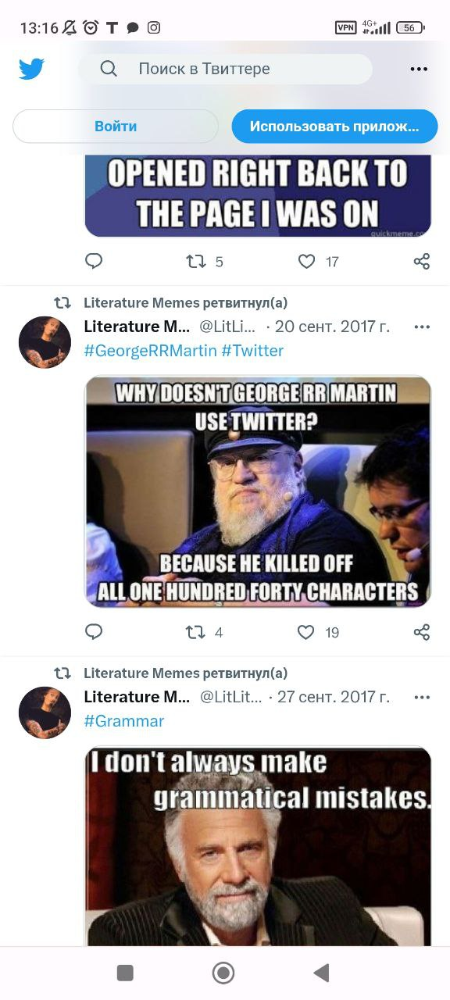 13:16 T VPN 4G+ 56
Поиск в Твиттере
Войти
Использовать прилож...
OPENED RIGHT BACK TO
THE PAGE I WAS ON
quickmeme.co
5 17
Literature Memes ретвитнул(а)
Literature M... @LitLi... · 20 сент. 2017 г.
#GeorgeRRMartin #Twitter
WHY DOESN'T GEORGE RR MARTIN
USE TWITTER?
BECAUSE HE KILLED OFF
ALL ONE HUNDRED FORTY CHARACTERS
4 19
Literature Memes ретвитнул(а)
Literature M... @LitLit... · 27 сент. 2017 г.
#Grammar
I don't always make
grammatical mistakes.